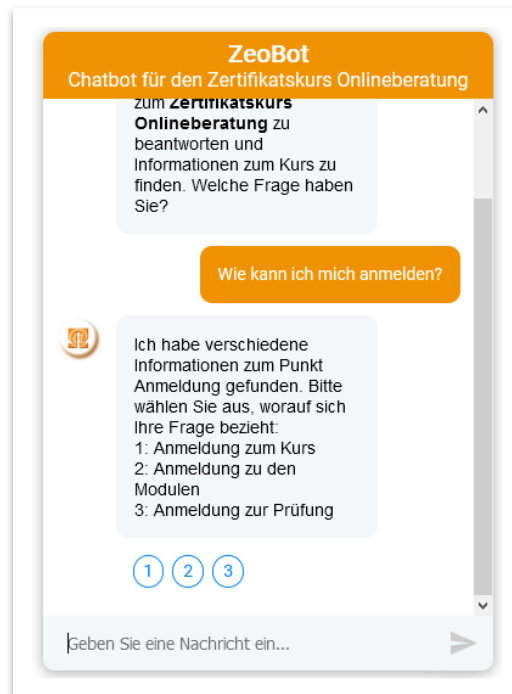 ZeoBot
Chatbot für den Zertifikatskurs Onlineberatung
zum Zertifikatskurs
Onlineberatung zu
beantworten und
Informationen zum Kurs zu
finden. Welche Frage haben
Sie?
Wie kann ich mich anmelden?
Ich habe verschiedene
Informationen zum Punkt
Anmeldung gefunden. Bitte
wählen Sie aus, worauf sich
Ihre Frage bezieht:
1: Anmeldung zum Kurs
2: Anmeldung zu den
Modulen
3: Anmeldung zur Prüfung
1 2 3
Geben Sie eine Nachricht ein...